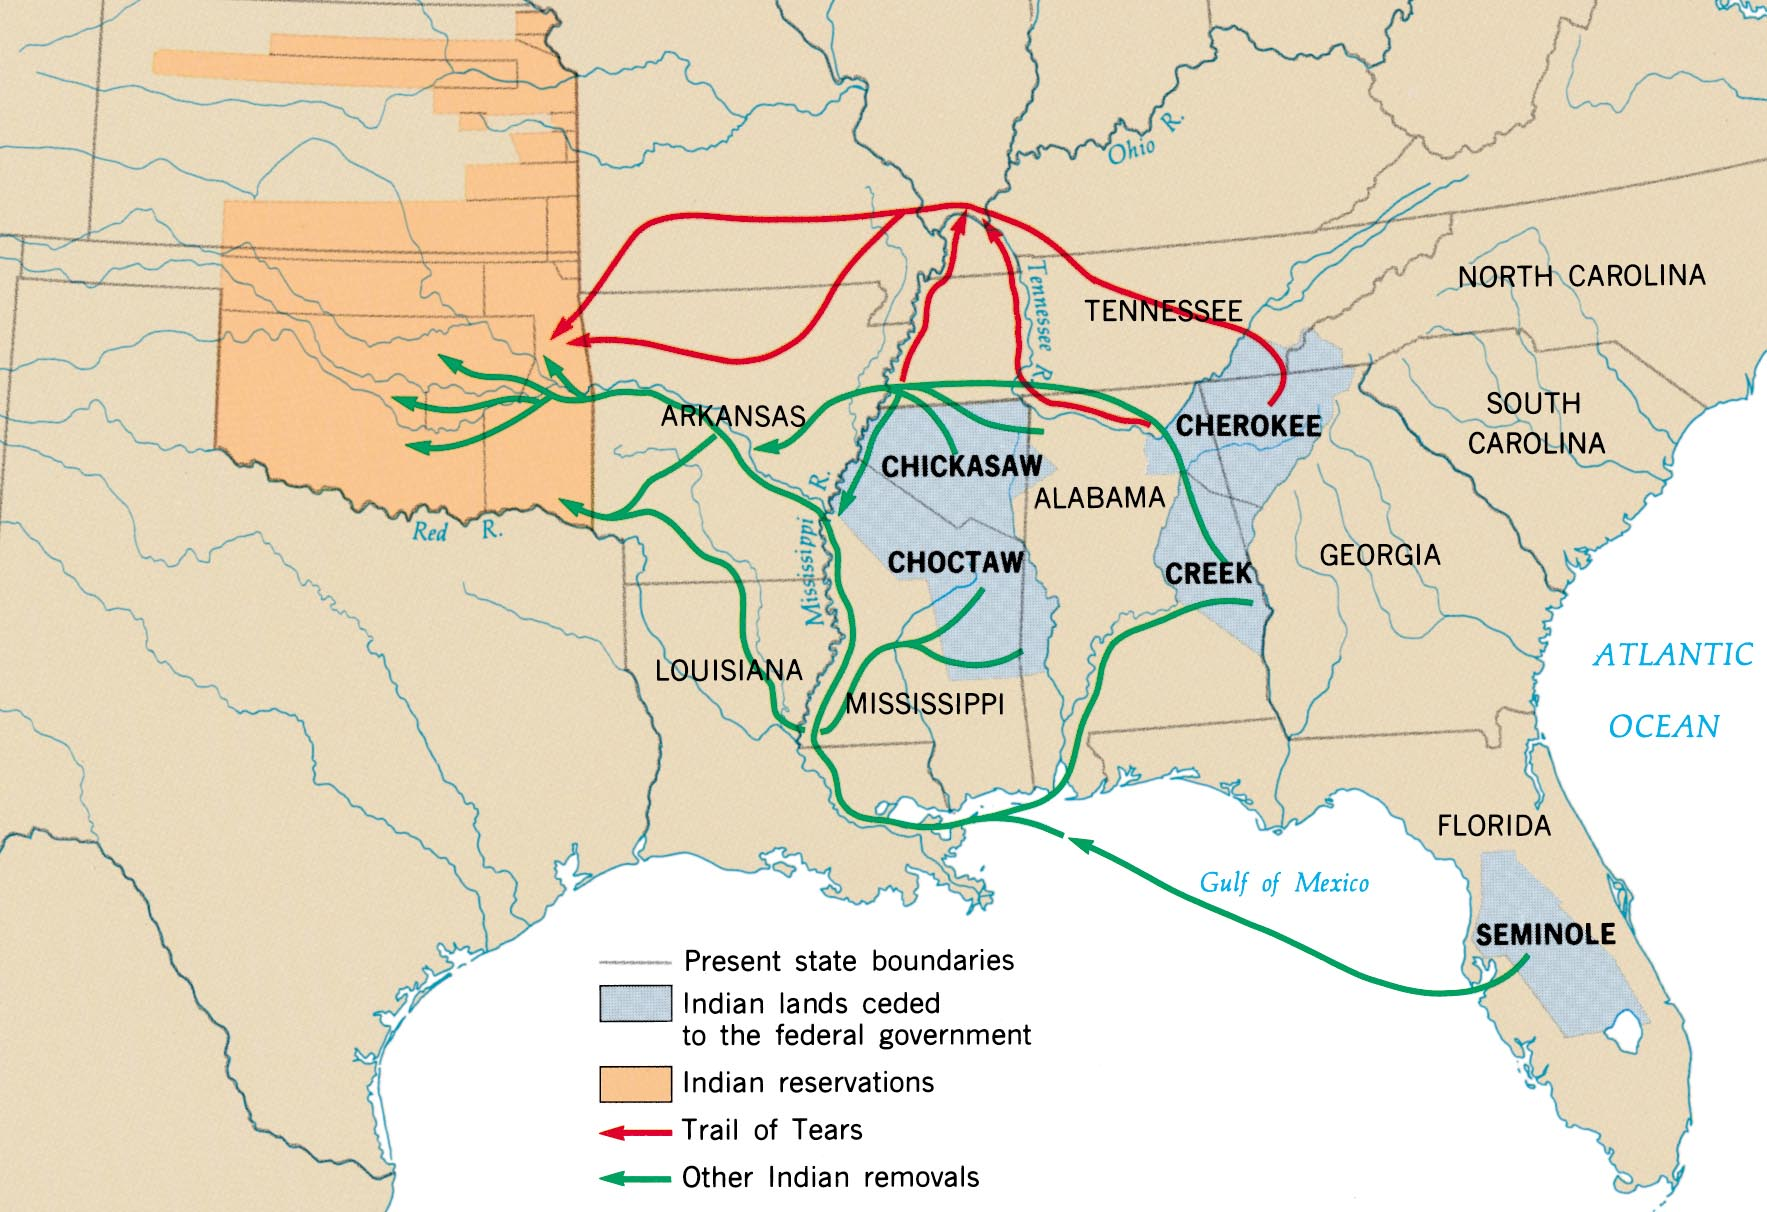 Ohio R.
NORTH CAROLINA
TENNESSEE
Tennessee R.
SOUTH
CAROLINA
ARKANSAS
CHEROKEE
CHICKASAW
ALABAMA
Mississippi R.
Red R.
GEORGIA
CHOCTAW
CREEK
ATLANTIC
OCEAN
LOUISIANA
MISSISSIPPI
FLORIDA
Gulf of Mexico
SEMINOLE
Present state boundaries
Indian lands ceded
to the federal government
Indian reservations
Trail of Tears
Other Indian removals